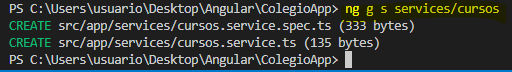 PS C:\Users\usuario\Desktop\Angular\ColegioApp> ng g s services/cursos
CREATE src/app/services/cursos.service.spec.ts (333 bytes)
CREATE src/app/services/cursos.service.ts (135 bytes)
PS C:\Users\usuario\Desktop\Angular\ColegioApp>